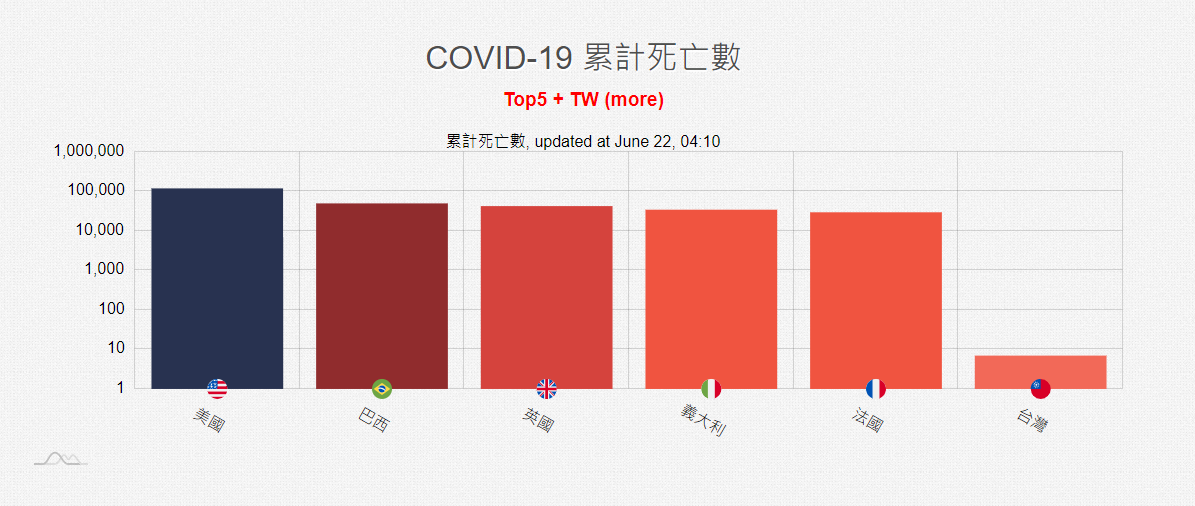 COVID-19 累計死亡數
Top5 + TW (more)
累計死亡數, updated at June 22, 04:10
1,000,000
100,000
10,000
1,000
100
10
1
美國
巴西
英國
義大利
法國
台灣